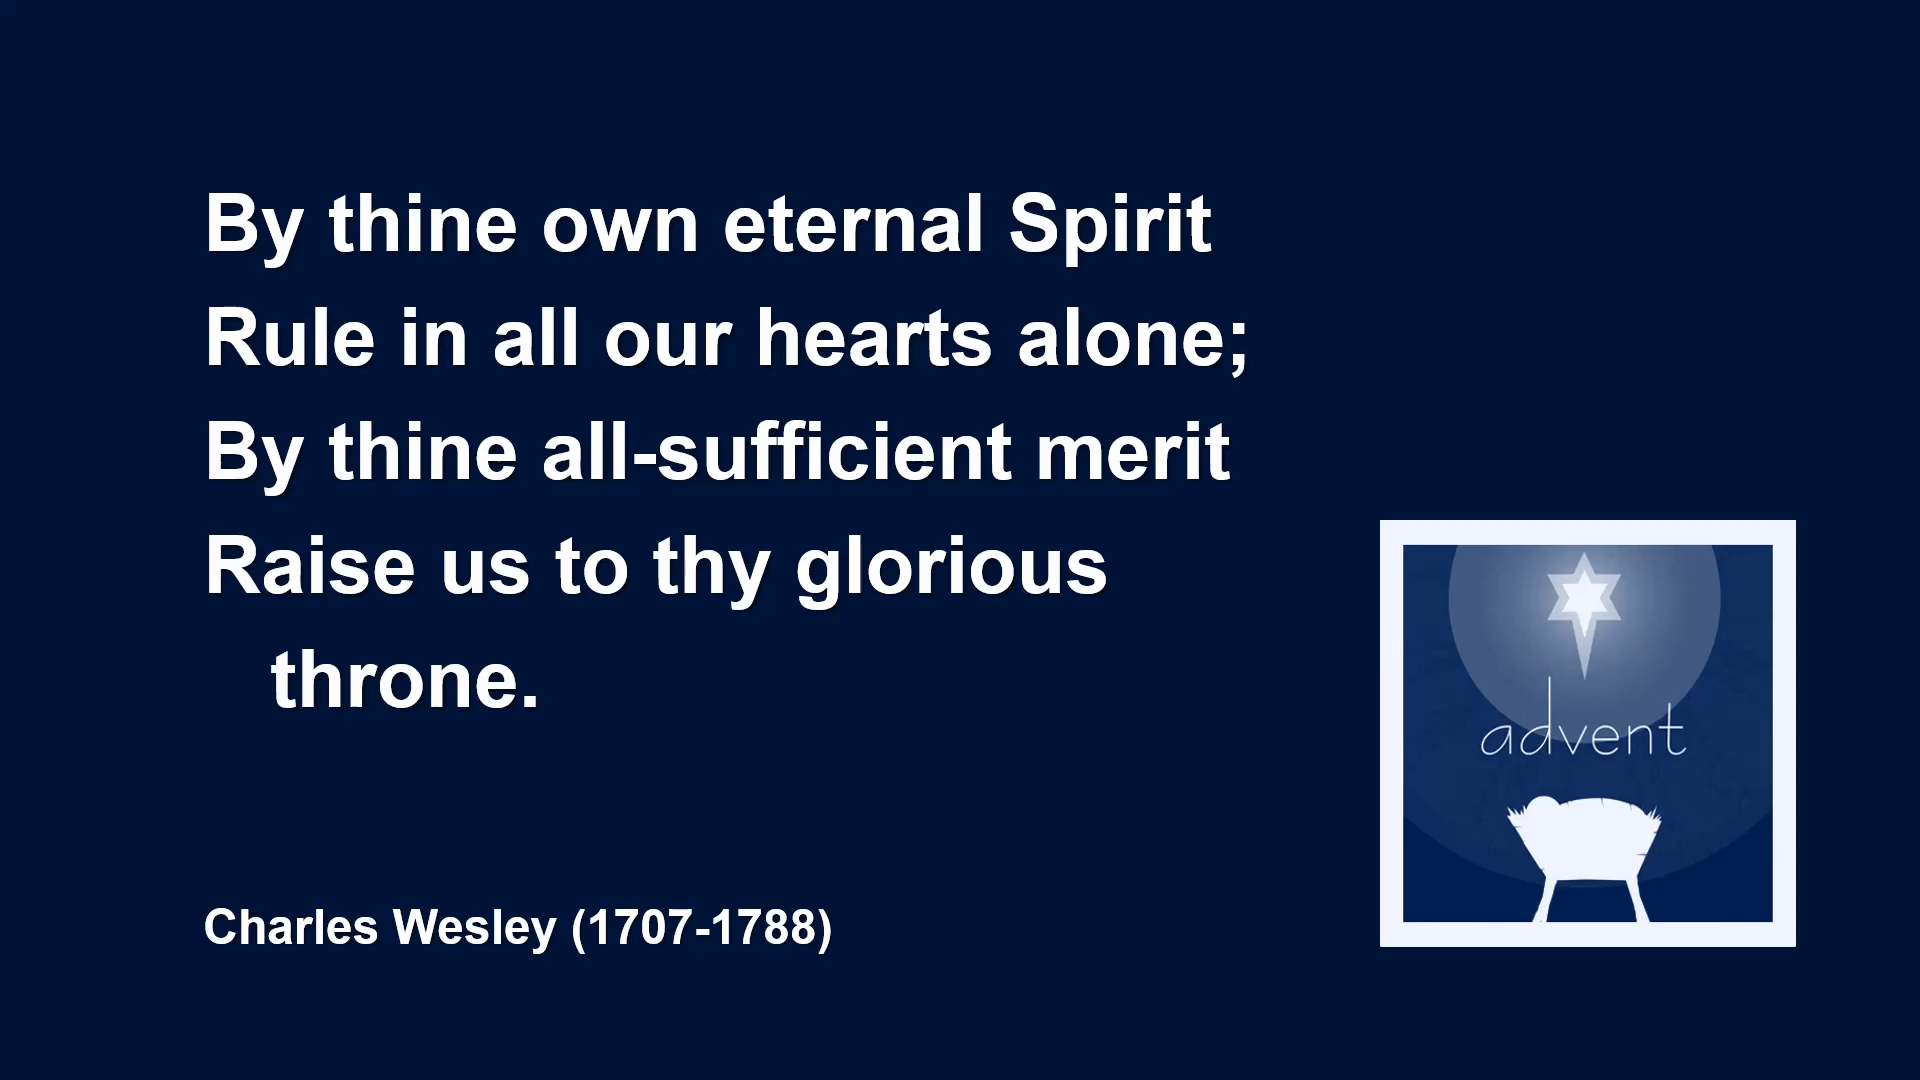 By thine own eternal Spirit
Rule in all our hearts alone;
By thine all-sufficient merit
Raise us to thy glorious
throne.
advent
Charles Wesley (1707-1788)